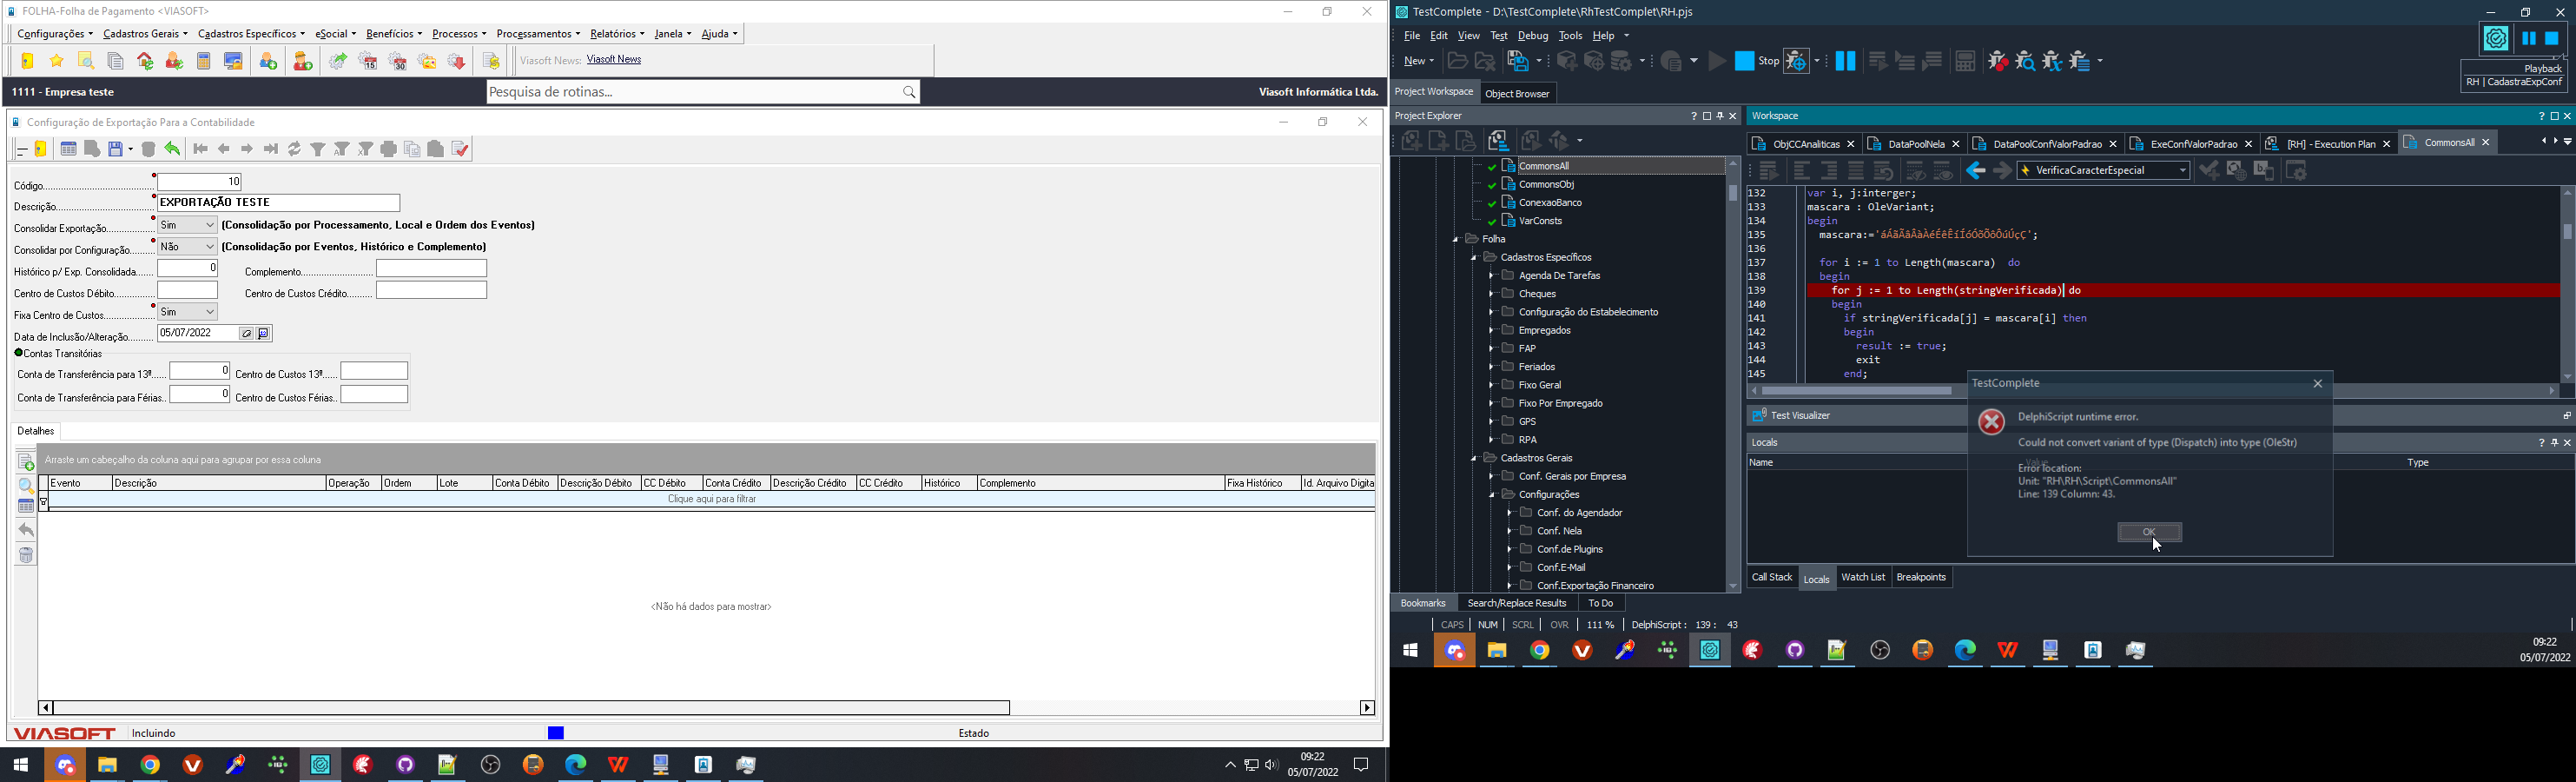 FOLHA-Folha de Pagamento <VIASOFT>
Configurações Cadastros Gerais Cadastros Específicos eSocial Benefícios Processos Processamentos Relatórios Janela Ajuda
Viasoft News: Viasoft News
1111 - Empresa teste
Pesquisa de rotinas...
Viasoft Informática Ltda.
Configuração de Exportação Para a Contabilidade
Código 10
Descrição EXPORTAÇÃO TESTE
Consolidar Exportação Sim (Consolidação por Processamento, Local e Ordem dos Eventos)
Consolidar por Configuração Não (Consolidação por Eventos, Histórico e Complemento)
Histórico p/ Exp. Consolidada 0 Complemento
Centro de Custos Débito Centro de Custos Crédito
Fixa Centro de Custos Sim
Data de Inclusão/Alteração 05/07/2022
Contas Transitórias
Conta de Transferência para 13º 0 Centro de Custos 13º
Conta de Transferência para Férias 0 Centro de Custos Férias
Detalhes
Arraste um cabeçalho da coluna aqui para agrupar por essa coluna
Evento Descrição Operação Ordem Lote Conta Débito Descrição Débito CC Débito Conta Crédito Descrição Crédito CC Crédito Histórico Complemento Fixa Histórico Id. Arquivo Digita
Clique aqui para filtrar
<Não há dados para mostrar>
VIASOFT Incluindo Estado
09:22
05/07/2022
TestComplete - D:\TestComplete\RhTestComplet\RH.pjs
File Edit View Test Debug Tools Help
New Stop
Playback
RH | CadastraExpConf
Project Workspace Object Browser
Project Explorer
CommonsAll
CommonsObj
ConexaoBanco
VarConsts
Folha
Cadastros Específicos
Agenda De Tarefas
Cheques
Configuração do Estabelecimento
Empregados
FAP
Feriados
Fixo Geral
Fixo Por Empregado
GPS
RPA
Cadastros Gerais
Conf. Gerais por Empresa
Configurações
Conf. do Agendador
Conf. Nela
Conf.de Plugins
Conf.E-Mail
Conf.Exportação Financeiro
Bookmarks Search/Replace Results To Do
Workspace
ObjCCAnaliticas DataPoolNela DataPoolConfValorPadrao ExeConfValorPadrao [RH] - Execution Plan CommonsAll
VerificaCaracterEspecial
132 var i, j:interger;
133 mascara : OleVariant;
134 begin
135 mascara:='áÁãÃâÂàÀéÉêÊíÍóÓõÕôÔúÚçÇ';
136
137 for i := 1 to Length(mascara) do
138 begin
139 for j := 1 to Length(stringVerificada) do
140 begin
141 if stringVerificada[j] = mascara[i] then
142 begin
143 result := true;
144 exit
145 end;
Test Visualizer
Locals
Name Value Type
TestComplete
DelphiScript runtime error.
Could not convert variant of type (Dispatch) into type (OleStr)
Error location:
Unit: "RH\RH\Script\CommonsAll"
Line: 139 Column: 43.
OK
Call Stack Locals Watch List Breakpoints
CAPS NUM SCRL OVR 111 % DelphiScript : 139 : 43
09:22
05/07/2022